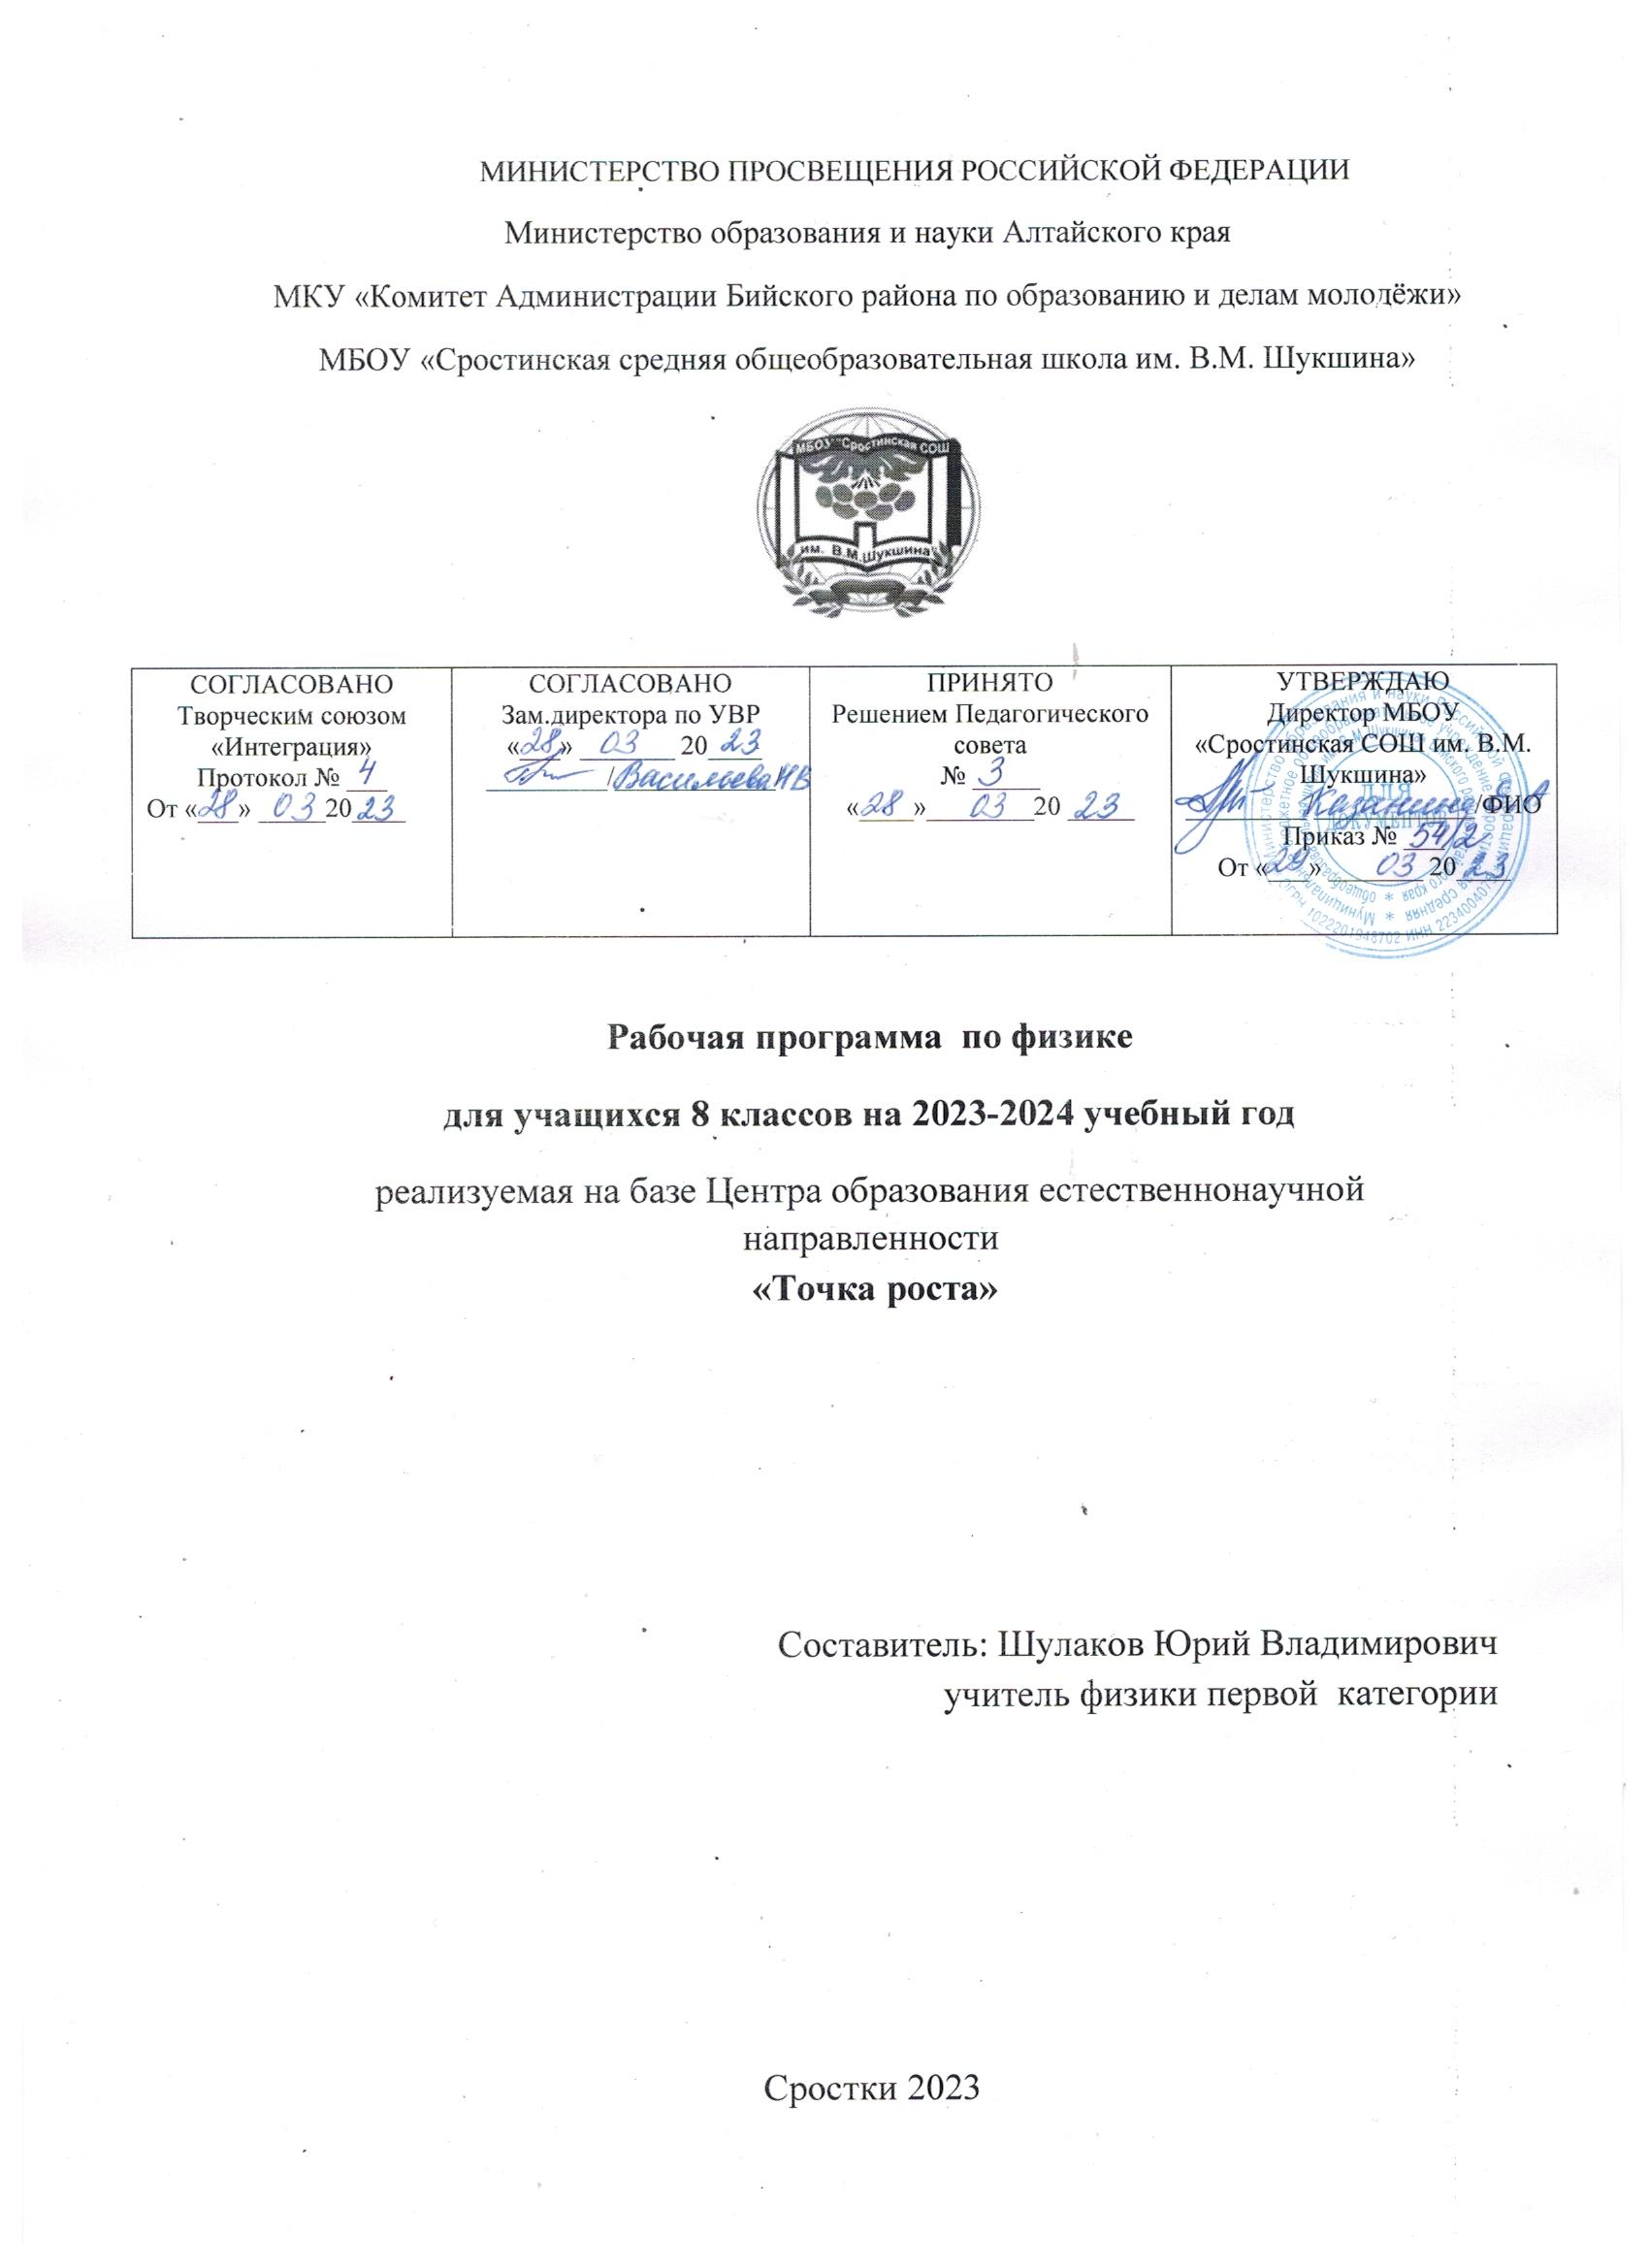 МИНИСТЕРСТВО ПРОСВЕЩЕНИЯ РОССИЙСКОЙ ФЕДЕРАЦИИ
Министерство образования и науки Алтайского края
МКУ «Комитет Администрации Бийского района по образованию и делам молодёжи»
МБОУ «Сростинская средняя общеобразовательная школа им. В.М. Шукшина»
МБОУ "Сростинская СОШ
им. В.М.Шукшина"
СОГЛАСОВАНО
Творческим союзом
«Интеграция»
Протокол № 4
От «28» 03 2023
СОГЛАСОВАНО
Зам.директора по УВР
«28» 03 20 23
/Васильева НВ
ПРИНЯТО
Решением Педагогического
совета
№ 3
«28» 03 20 23
УТВЕРЖДАЮ
Директор МБОУ
«Сростинская СОШ им. В.М.
Шукшина»
/ФИО
Приказ № 54/2
От «29» 03 20 23
ДЛЯ
ДОКУМЕНТОВ
Рабочая программа по физике
для учащихся 8 классов на 2023-2024 учебный год
реализуемая на базе Центра образования естественнонаучной
направленности
«Точка роста»
Составитель: Шулаков Юрий Владимирович
учитель физики первой категории
Сростки 2023